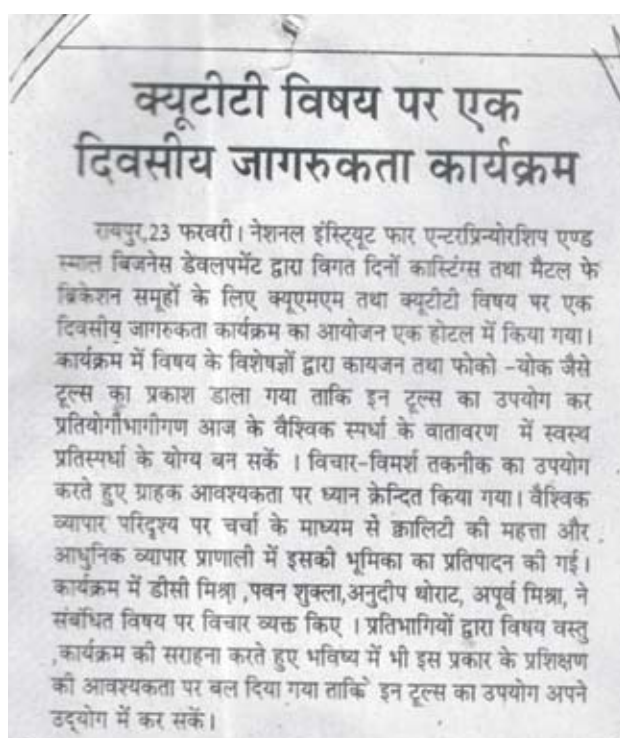 क्यूटीटी विषय पर एक
दिवसीय जागरुकता कार्यक्रम
रायपुर,23 फरवरी। नेशनल इंस्टि्यूट फार एन्टरप्रिन्योरशिप एण्ड
स्माल बिजनेस डेवलपमेंट द्वारा विगत दिनों कास्टिंग्स तथा मैटल फे
ब्रिकेशन समूहों के लिए क्यूएमएम तथा क्यूटीटी विषय पर एक
दिवसीय जागरुकता कार्यक्रम का आयोजन एक होटल में किया गया।
कार्यक्रम में विषय के विशेषज्ञों द्वारा कायजन तथा फोको -योक जैसे
टूल्स का प्रकाश डाला गया ताकि इन टूल्स का उपयोग कर
प्रतियोगीभागीगण आज के वैश्विक स्पर्धा के वातावरण में स्वस्थ
प्रतिस्पर्धा के योग्य बन सकें । विचार-विमर्श तकनीक का उपयोग
करते हुए ग्राहक आवश्यकता पर ध्यान क्रेन्दित किया गया। वैश्विक
व्यापार परिदृश्य पर चर्चा के माध्यम से क्वालिटी की महत्ता और
आधुनिक व्यापार प्राणाली में इसकी भूमिका का प्रतिपादन की गई।
कार्यक्रम में डीसी मिश्रा ,पवन शुक्ला,अनुदीप थोराट, अपूर्व मिश्रा, ने
संबंधित विषय पर विचार व्यक्त किए । प्रतिभागियों द्वारा विषय वस्तु
,कार्यक्रम की सराहना करते हुए भविष्य में भी इस प्रकार के प्रशिक्षण
की आवश्यकता पर बल दिया गया ताकि इन टूल्स का उपयोग अपने
उद्योग में कर सकें।